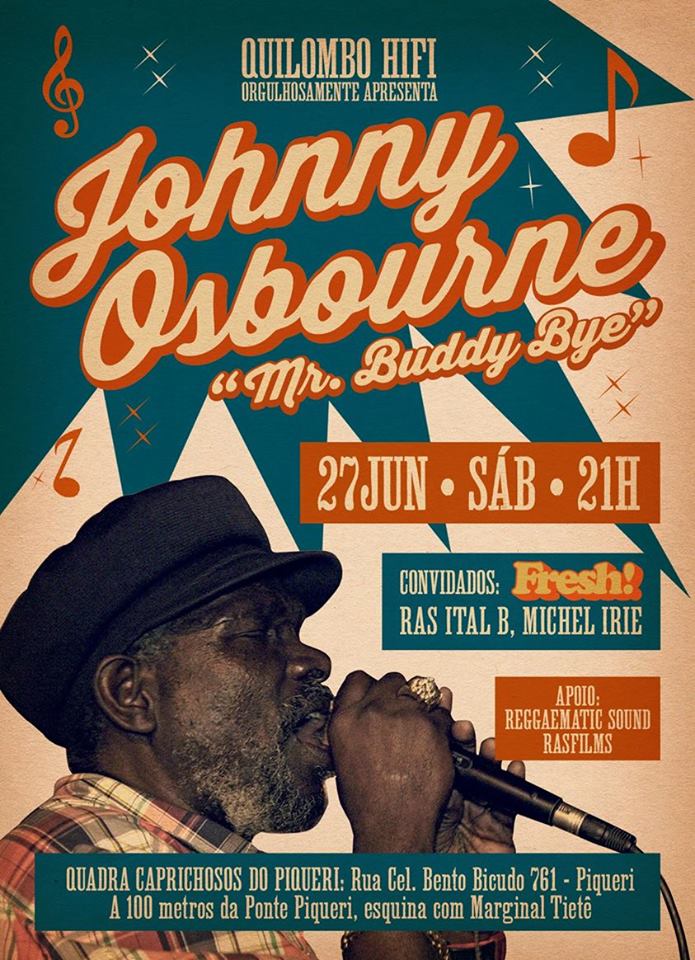 QUILOMBO HIFI
ORGULHOSAMENTE APRESENTA
Johnny
Osbourne
“Mr. Buddy Bye”
27JUN • SÁB • 21H
CONVIDADOS: Fresh!
RAS ITAL B, MICHEL IRIE
APOIO:
REGGAEMATIC SOUND
RASFILMS
QUADRA CAPRICHOSOS DO PIQUERI: Rua Cel. Bento Bicudo 761 - Piqueri
A 100 metros da Ponte Piqueri, esquina com Marginal Tietê